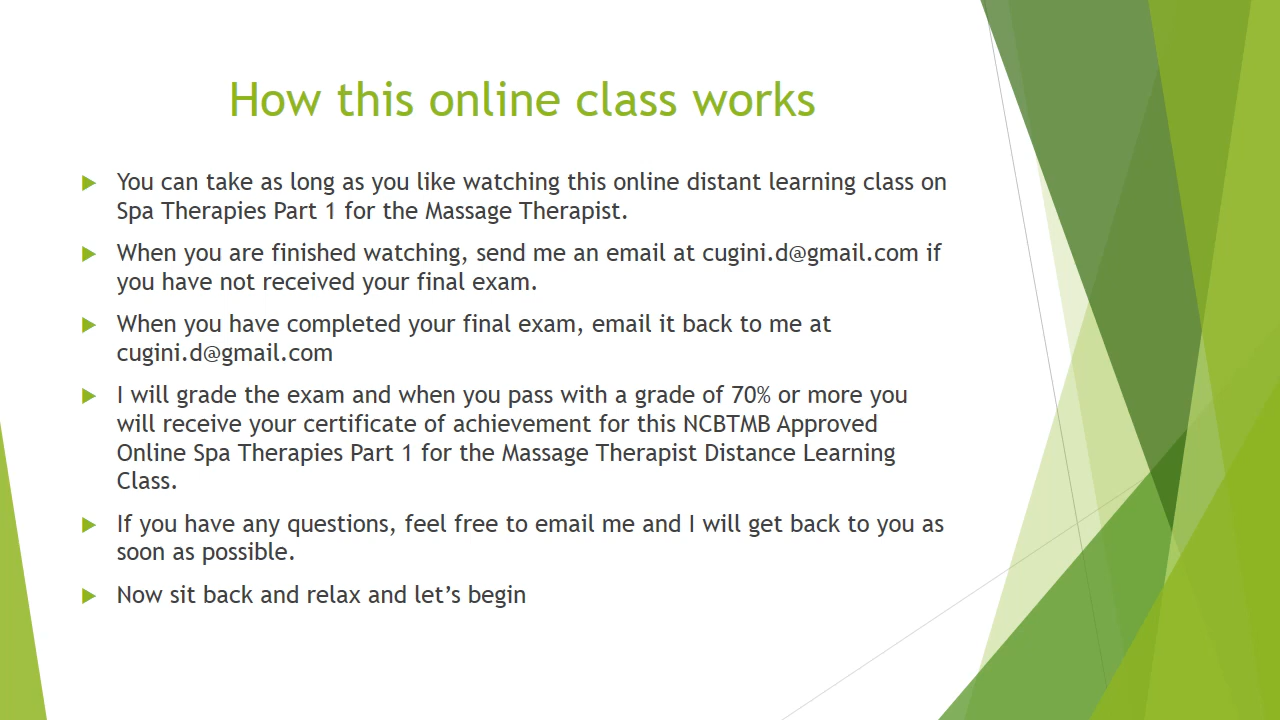 How this online class works
You can take as long as you like watching this online distant learning class on
Spa Therapies Part 1 for the Massage Therapist.
When you are finished watching, send me an email at cugini.d@gmail.com if
you have not received your final exam.
When you have completed your final exam, email it back to me at
cugini.d@gmail.com
I will grade the exam and when you pass with a grade of 70% or more you
will receive your certificate of achievement for this NCBTMB Approved
Online Spa Therapies Part 1 for the Massage Therapist Distance Learning
Class.
If you have any questions, feel free to email me and I will get back to you as
soon as possible.
Now sit back and relax and let’s begin